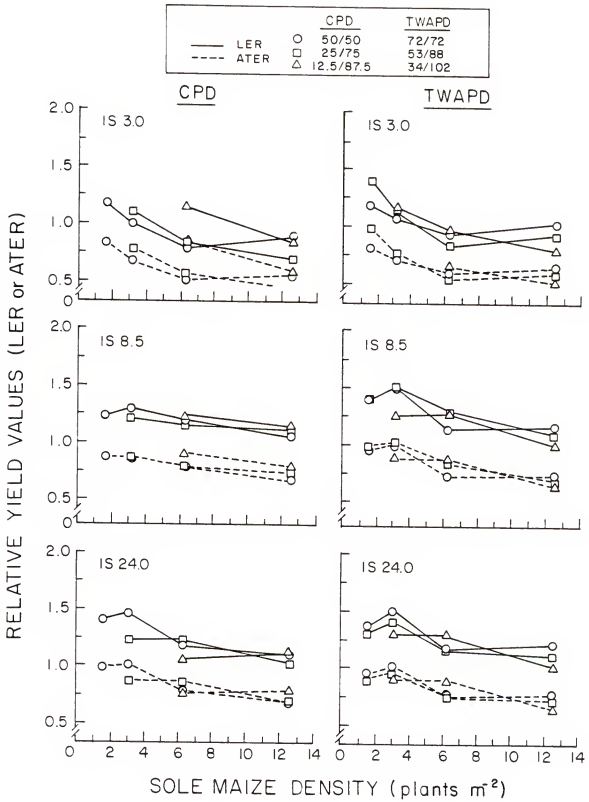 CPD TWAPD
LER 50/50 72/72
ATER 25/75 53/88
12.5/87.5 34/102
CPD TWAPD
2.0 IS 3.0 IS 3.0
1.5
1.0
0.5
0
2.0 IS 8.5 IS 8.5
1.5
1.0
0.5
0
2.0 IS 24.0 IS 24.0
1.5
1.0
0.5
0 2 4 6 8 10 12 14 0 2 4 6 8 10 12 14
RELATIVE YIELD VALUES (LER or ATER)
SOLE MAIZE DENSITY (plants m⁻²)